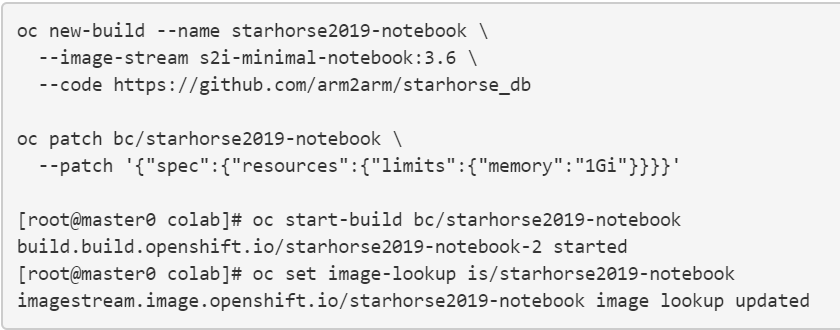 oc new-build --name starhorse2019-notebook \
--image-stream s2i-minimal-notebook:3.6 \
--code https://github.com/arm2arm/starhorse_db
oc patch bc/starhorse2019-notebook \
--patch '{"spec":{"resources":{"limits":{"memory":"1Gi"}}}}'
[root@master0 colab]# oc start-build bc/starhorse2019-notebook
build.build.openshift.io/starhorse2019-notebook-2 started
[root@master0 colab]# oc set image-lookup is/starhorse2019-notebook
imagestream.image.openshift.io/starhorse2019-notebook image lookup updated